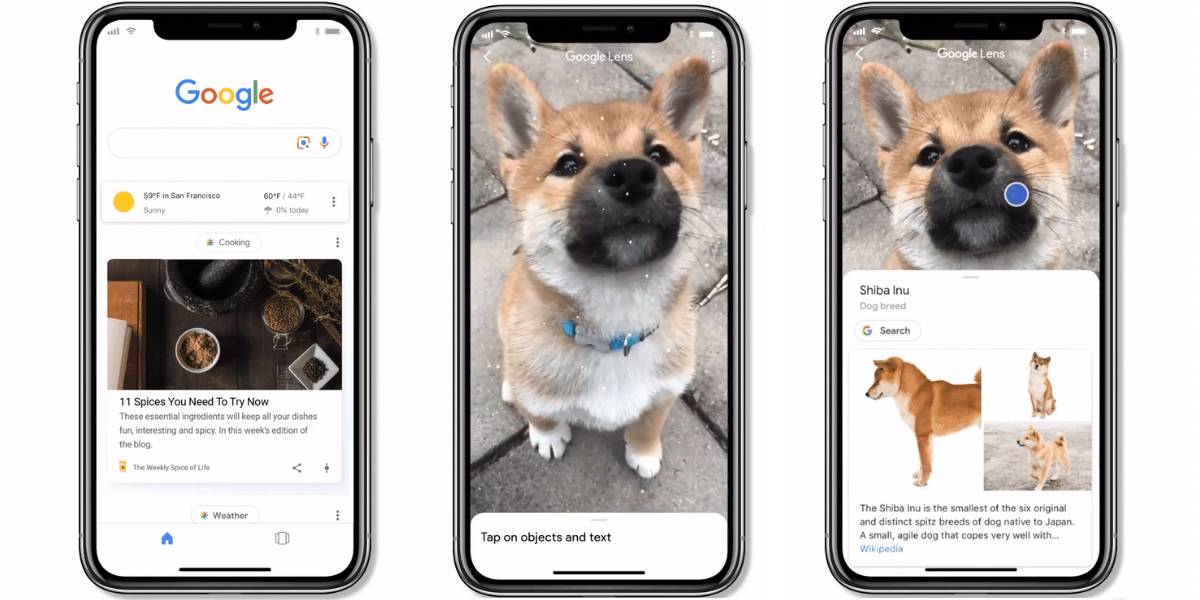 Google
59°F in San Francisco
60°F / 44°F
Sunny
0% today
Cooking
11 Spices You Need To Try Now
These essential ingredients will keep all your dishes
fun, interesting and spicy. In this week's edition of
the blog.
The Weekly Spice of Life
Weather
Google Lens
Tap on objects and text
Google Lens
Shiba Inu
Dog breed
G Search
The Shiba Inu is the smallest of the six original
and distinct spitz breeds of dog native to Japan.
A small, agile dog that copes very well with...
Wikipedia